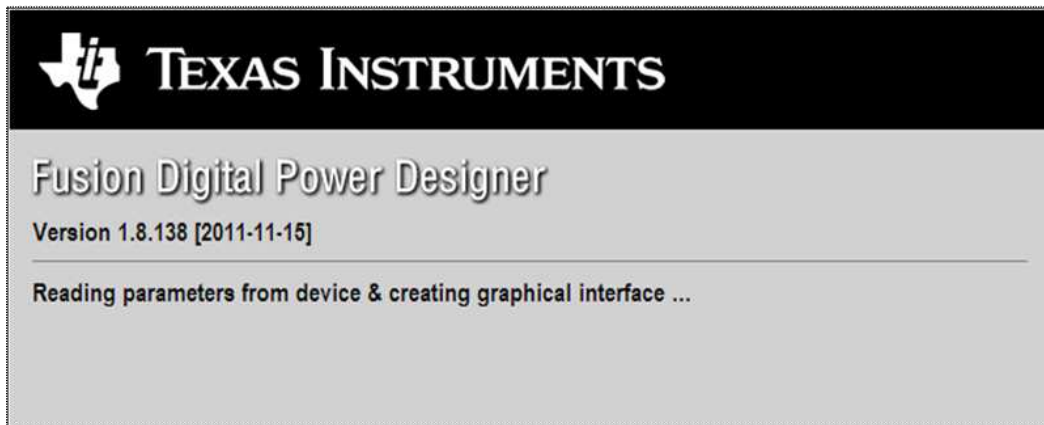 TEXAS INSTRUMENTS
Fusion Digital Power Designer
Version 1.8.138 [2011-11-15]
Reading parameters from device & creating graphical interface ...